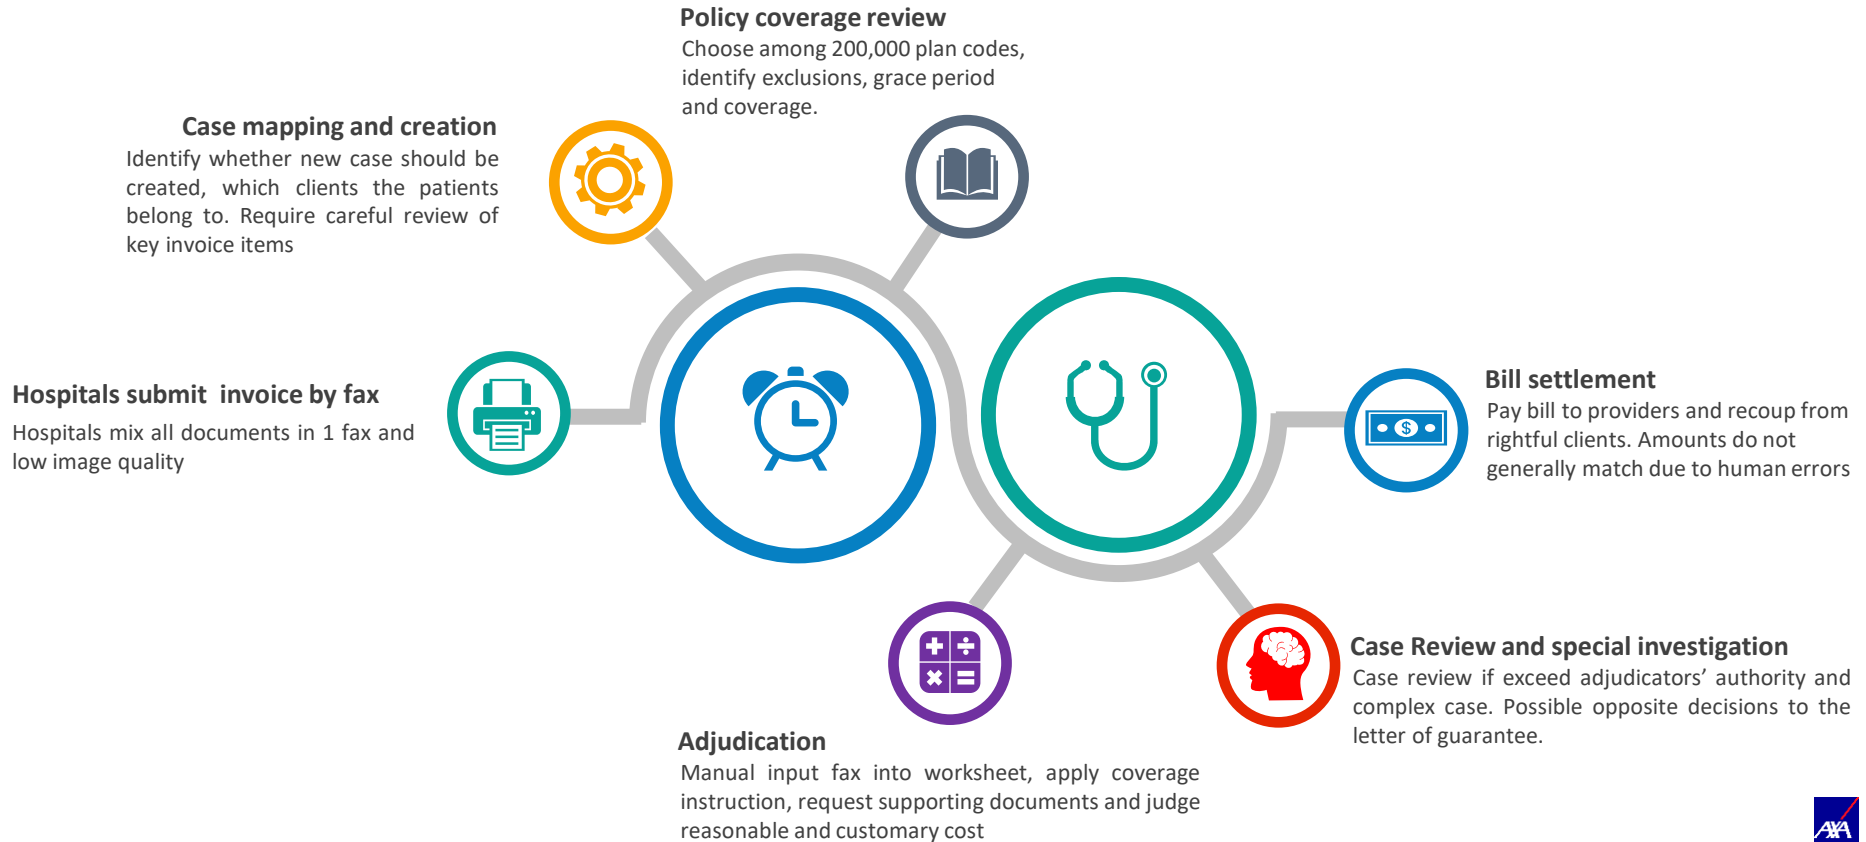 Policy coverage review
Choose among 200,000 plan codes,
identify exclusions, grace period
and coverage.
Case mapping and creation
Identify whether new case should be
created, which clients the patients
belong to. Require careful review of
key invoice items
Hospitals submit invoice by fax
Hospitals mix all documents in 1 fax and
low image quality
Bill settlement
Pay bill to providers and recoup from
rightful clients. Amounts do not
generally match due to human errors
$
Case Review and special investigation
Case review if exceed adjudicators’ authority and
complex case. Possible opposite decisions to the
letter of guarantee.
Adjudication
Manual input fax into worksheet, apply coverage
instruction, request supporting documents and judge
reasonable and customary cost
AXA